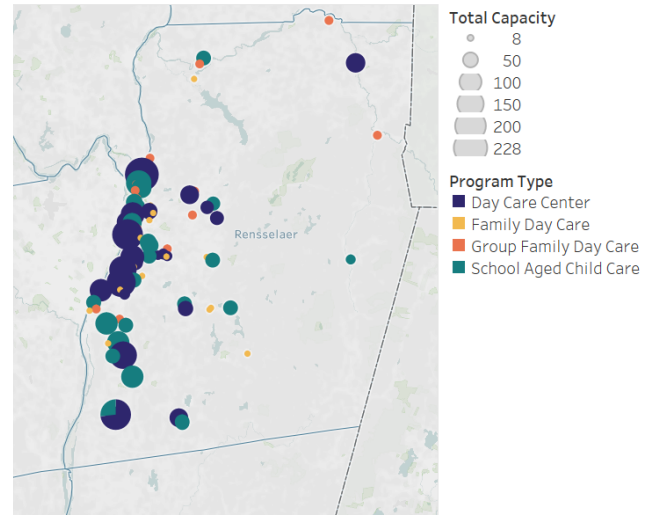 Total Capacity
8
50
100
150
200
228
Program Type
Day Care Center
Family Day Care
Group Family Day Care
School Aged Child Care
Rensselaer